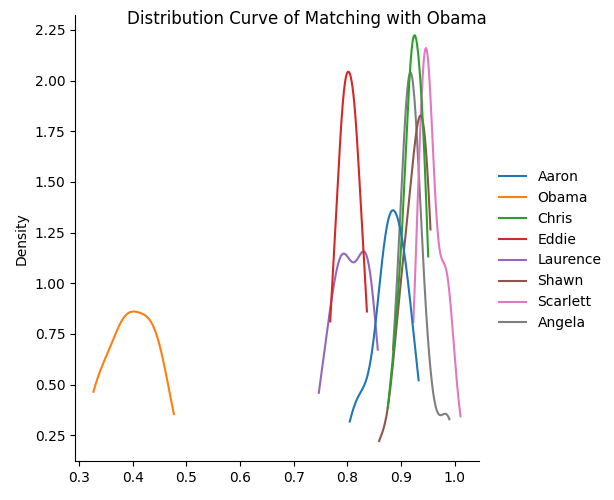 Distribution Curve of Matching with Obama
2.25
2.00
1.75
1.50
1.25
1.00
0.75
0.50
0.25
Density
0.3 0.4 0.5 0.6 0.7 0.8 0.9 1.0
Aaron
Obama
Chris
Eddie
Laurence
Shawn
Scarlett
Angela